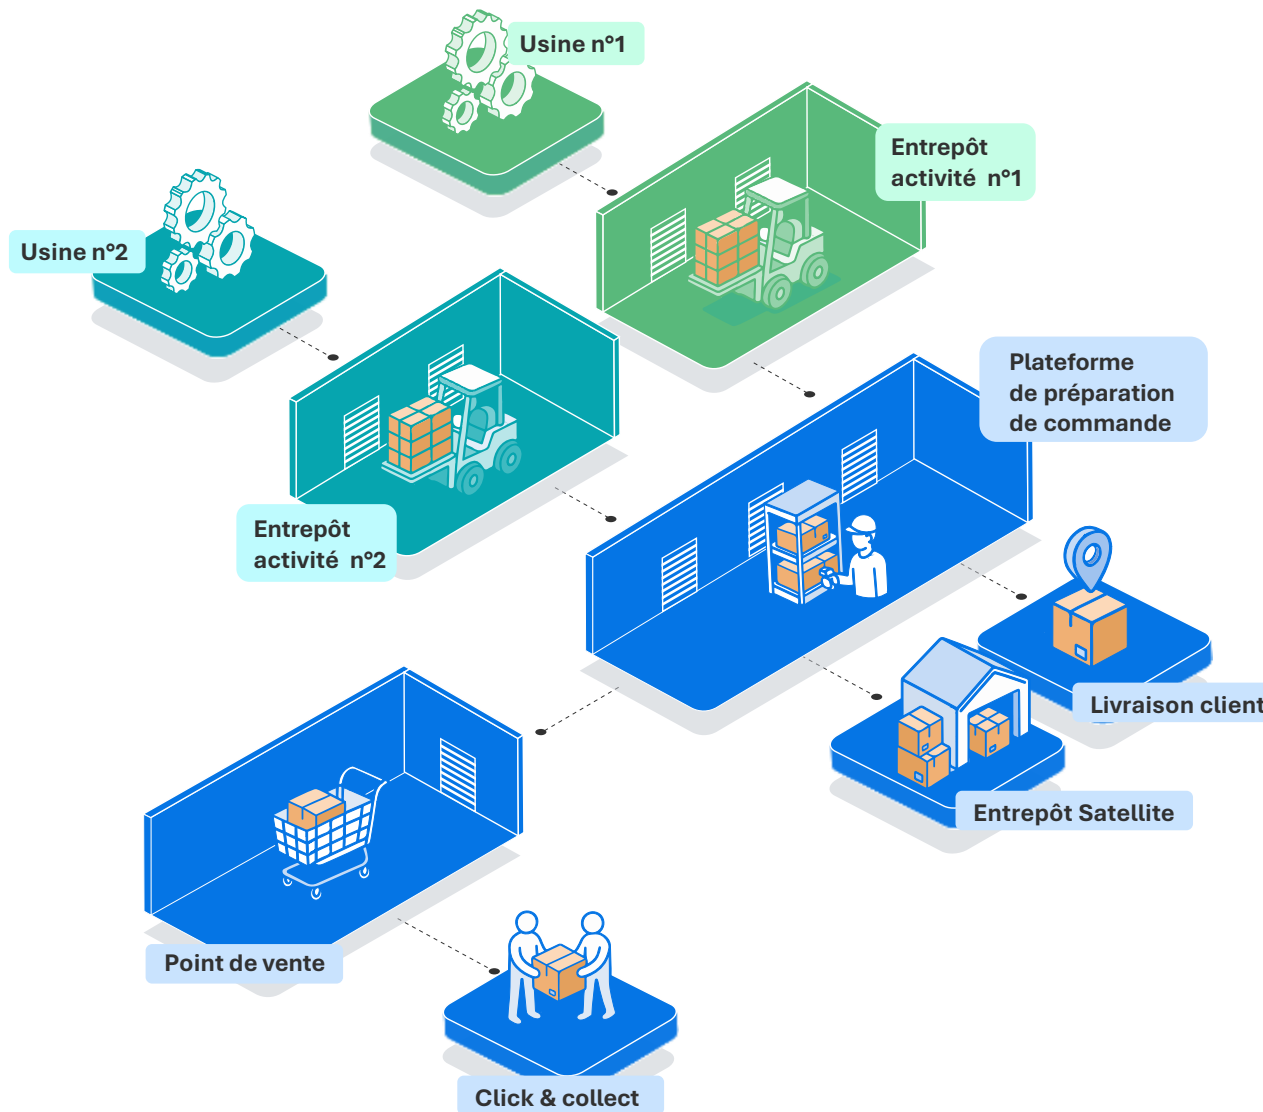 Usine n°1
Entrepôt
activité n°1
Usine n°2
Plateforme
de préparation
de commande
Entrepôt
activité n°2
Livraison client
Entrepôt Satellite
Point de vente
Click & collect